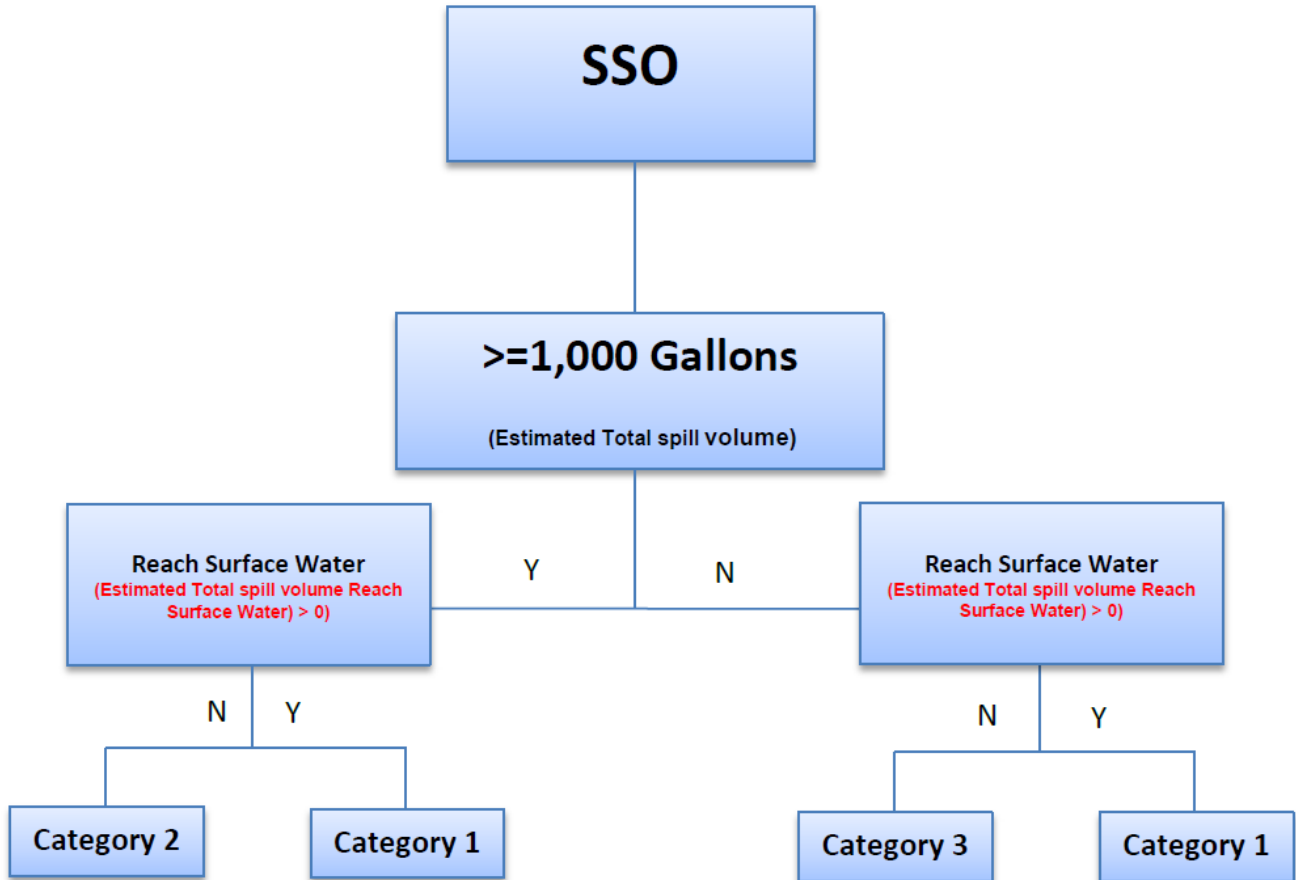 SSO
>=1,000 Gallons
(Estimated Total spill volume)
Reach Surface Water
(Estimated Total spill volume Reach
Surface Water) > 0)
Y
N
Reach Surface Water
(Estimated Total spill volume Reach
Surface Water) > 0)
N
Y
N
Y
Category 2
Category 1
Category 3
Category 1